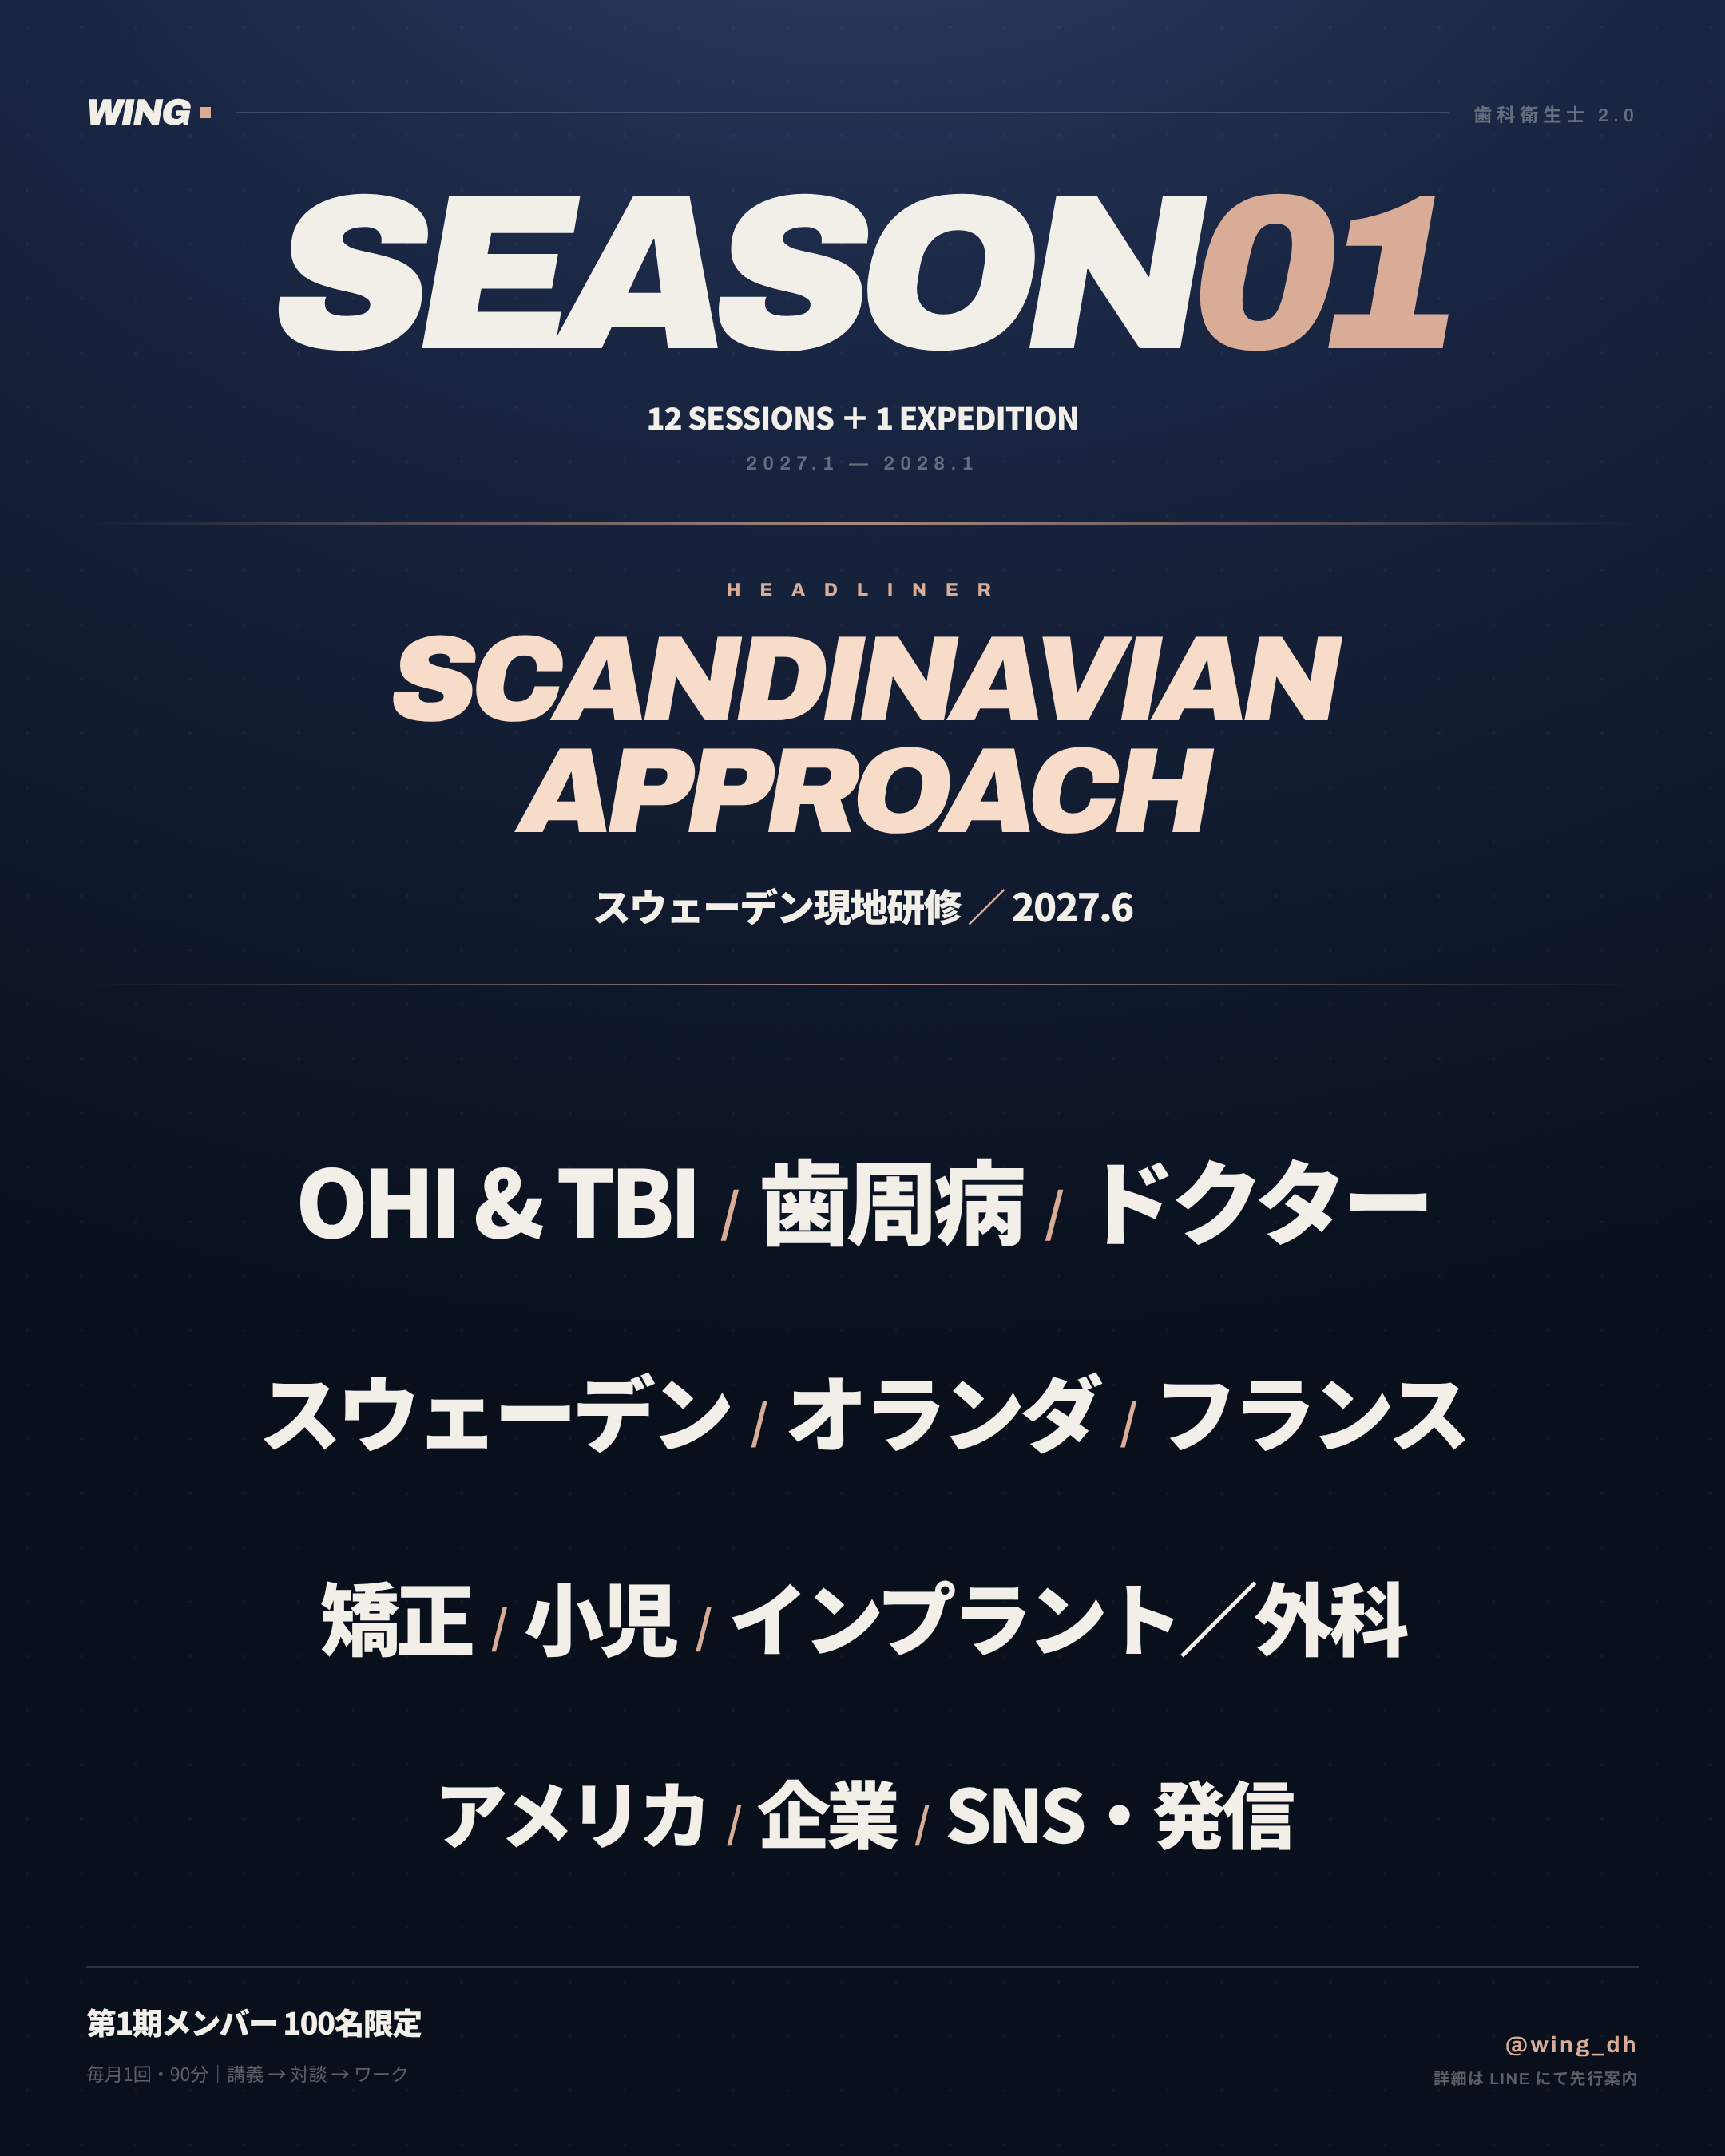 WING
歯科衛生士 2.0
SEASON01
12 SESSIONS + 1 EXPEDITION
2027.1 — 2028.1
HEADLINER
SCANDINAVIAN
APPROACH
スウェーデン現地研修／2027.6
OHI & TBI / 歯周病 / ドクター
スウェーデン / オランダ / フランス
矯正 / 小児 / インプラント／外科
アメリカ / 企業 / SNS・発信
第1期メンバー 100名限定
毎月1回・90分｜講義 → 対談 → ワーク
@wing_dh
詳細は LINE にて先行案内